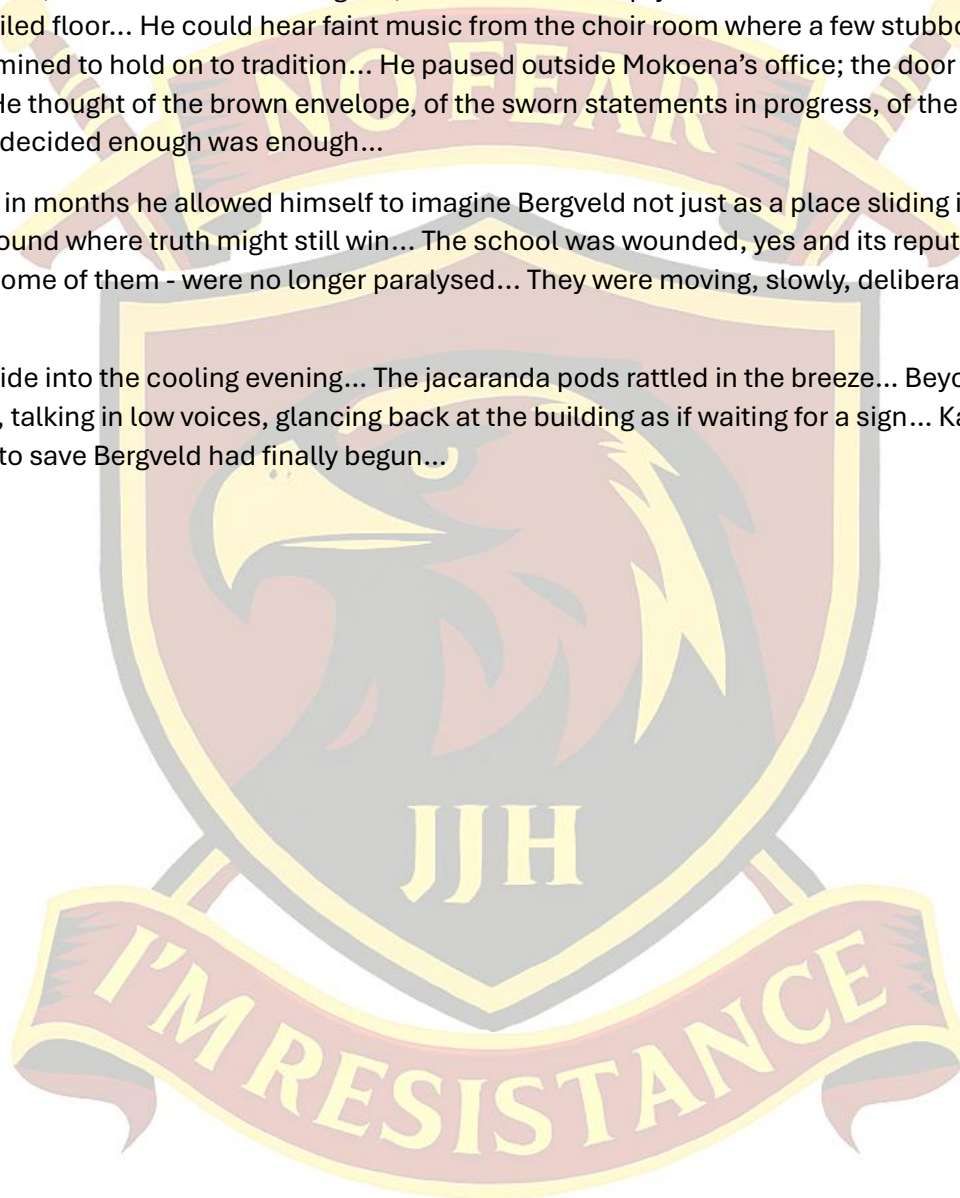 iled floor... He could hear faint music from the choir room where a few stubbo
mined to hold on to tradition... He paused outside Mokoena’s office; the door
He thought of the brown envelope, of the sworn statements in progress, of the
decided enough was enough...
in months he allowed himself to imagine Bergveld not just as a place sliding i
ound where truth might still win... The school was wounded, yes and its reput
ome of them - were no longer paralysed... They were moving, slowly, delibera
ide into the cooling evening... The jacaranda pods rattled in the breeze... Beyo
, talking in low voices, glancing back at the building as if waiting for a sign... Ka
to save Bergveld had finally begun...
NO FEAR
JJH
I’M RESISTANCE